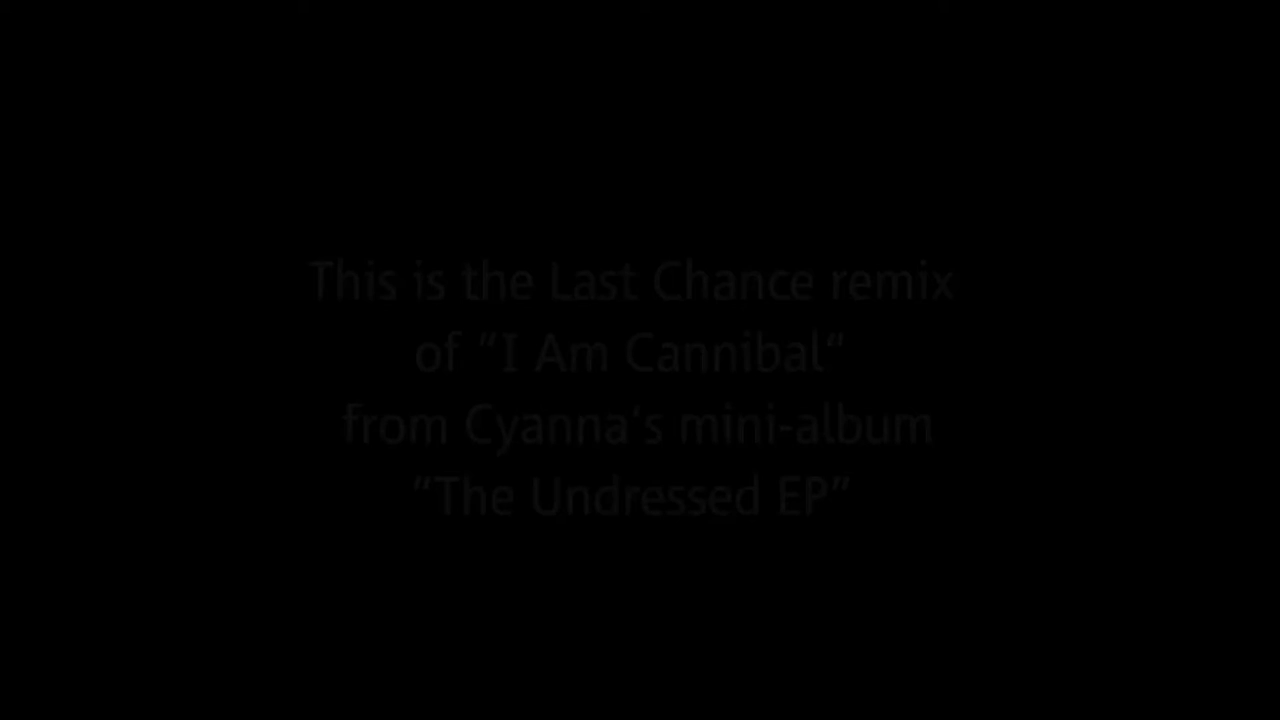 This is the Last Chance remix
of “I Am Cannibal“
from Cyanna‘s mini-album
”The Undressed EP”